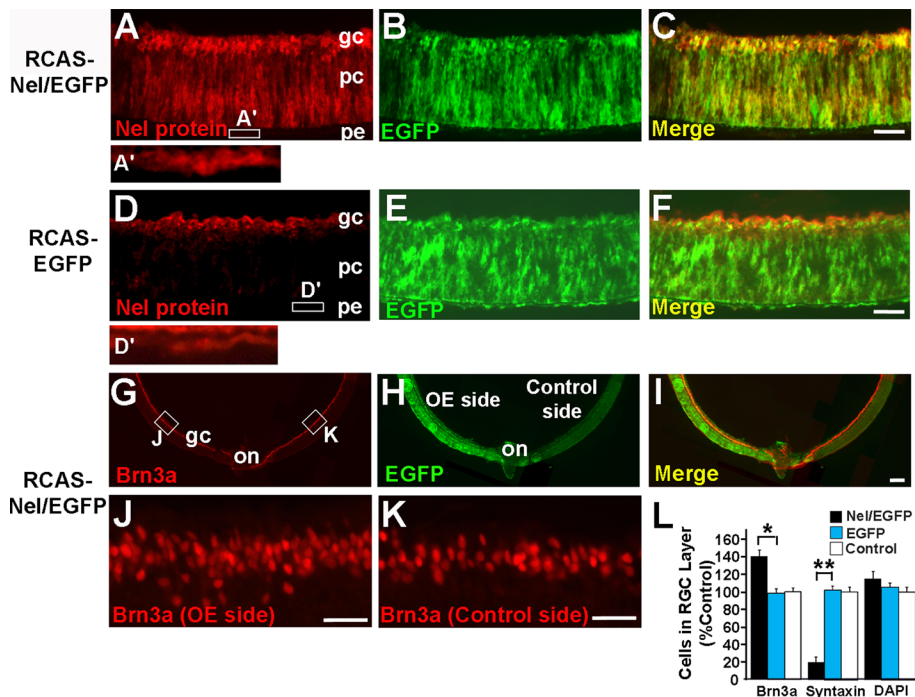 RCAS-
Nel/EGFP
A
gc
pc
pe
Nel protein
A'
B
EGFP
C
Merge
A'
RCAS-
EGFP
D
gc
pc
pe
Nel protein
D'
E
EGFP
F
Merge
D'
RCAS-
Nel/EGFP
G
J
gc
on
K
Brn3a
H
OE side
Control
side
on
EGFP
I
Merge
J
Brn3a (OE side)
K
Brn3a (Control side)
L
Nel/EGFP
EGFP
Control
Cells in RGC Layer
(%Control)
160
140
120
100
80
60
40
20
0
*
**
Brn3a Syntaxin DAPI